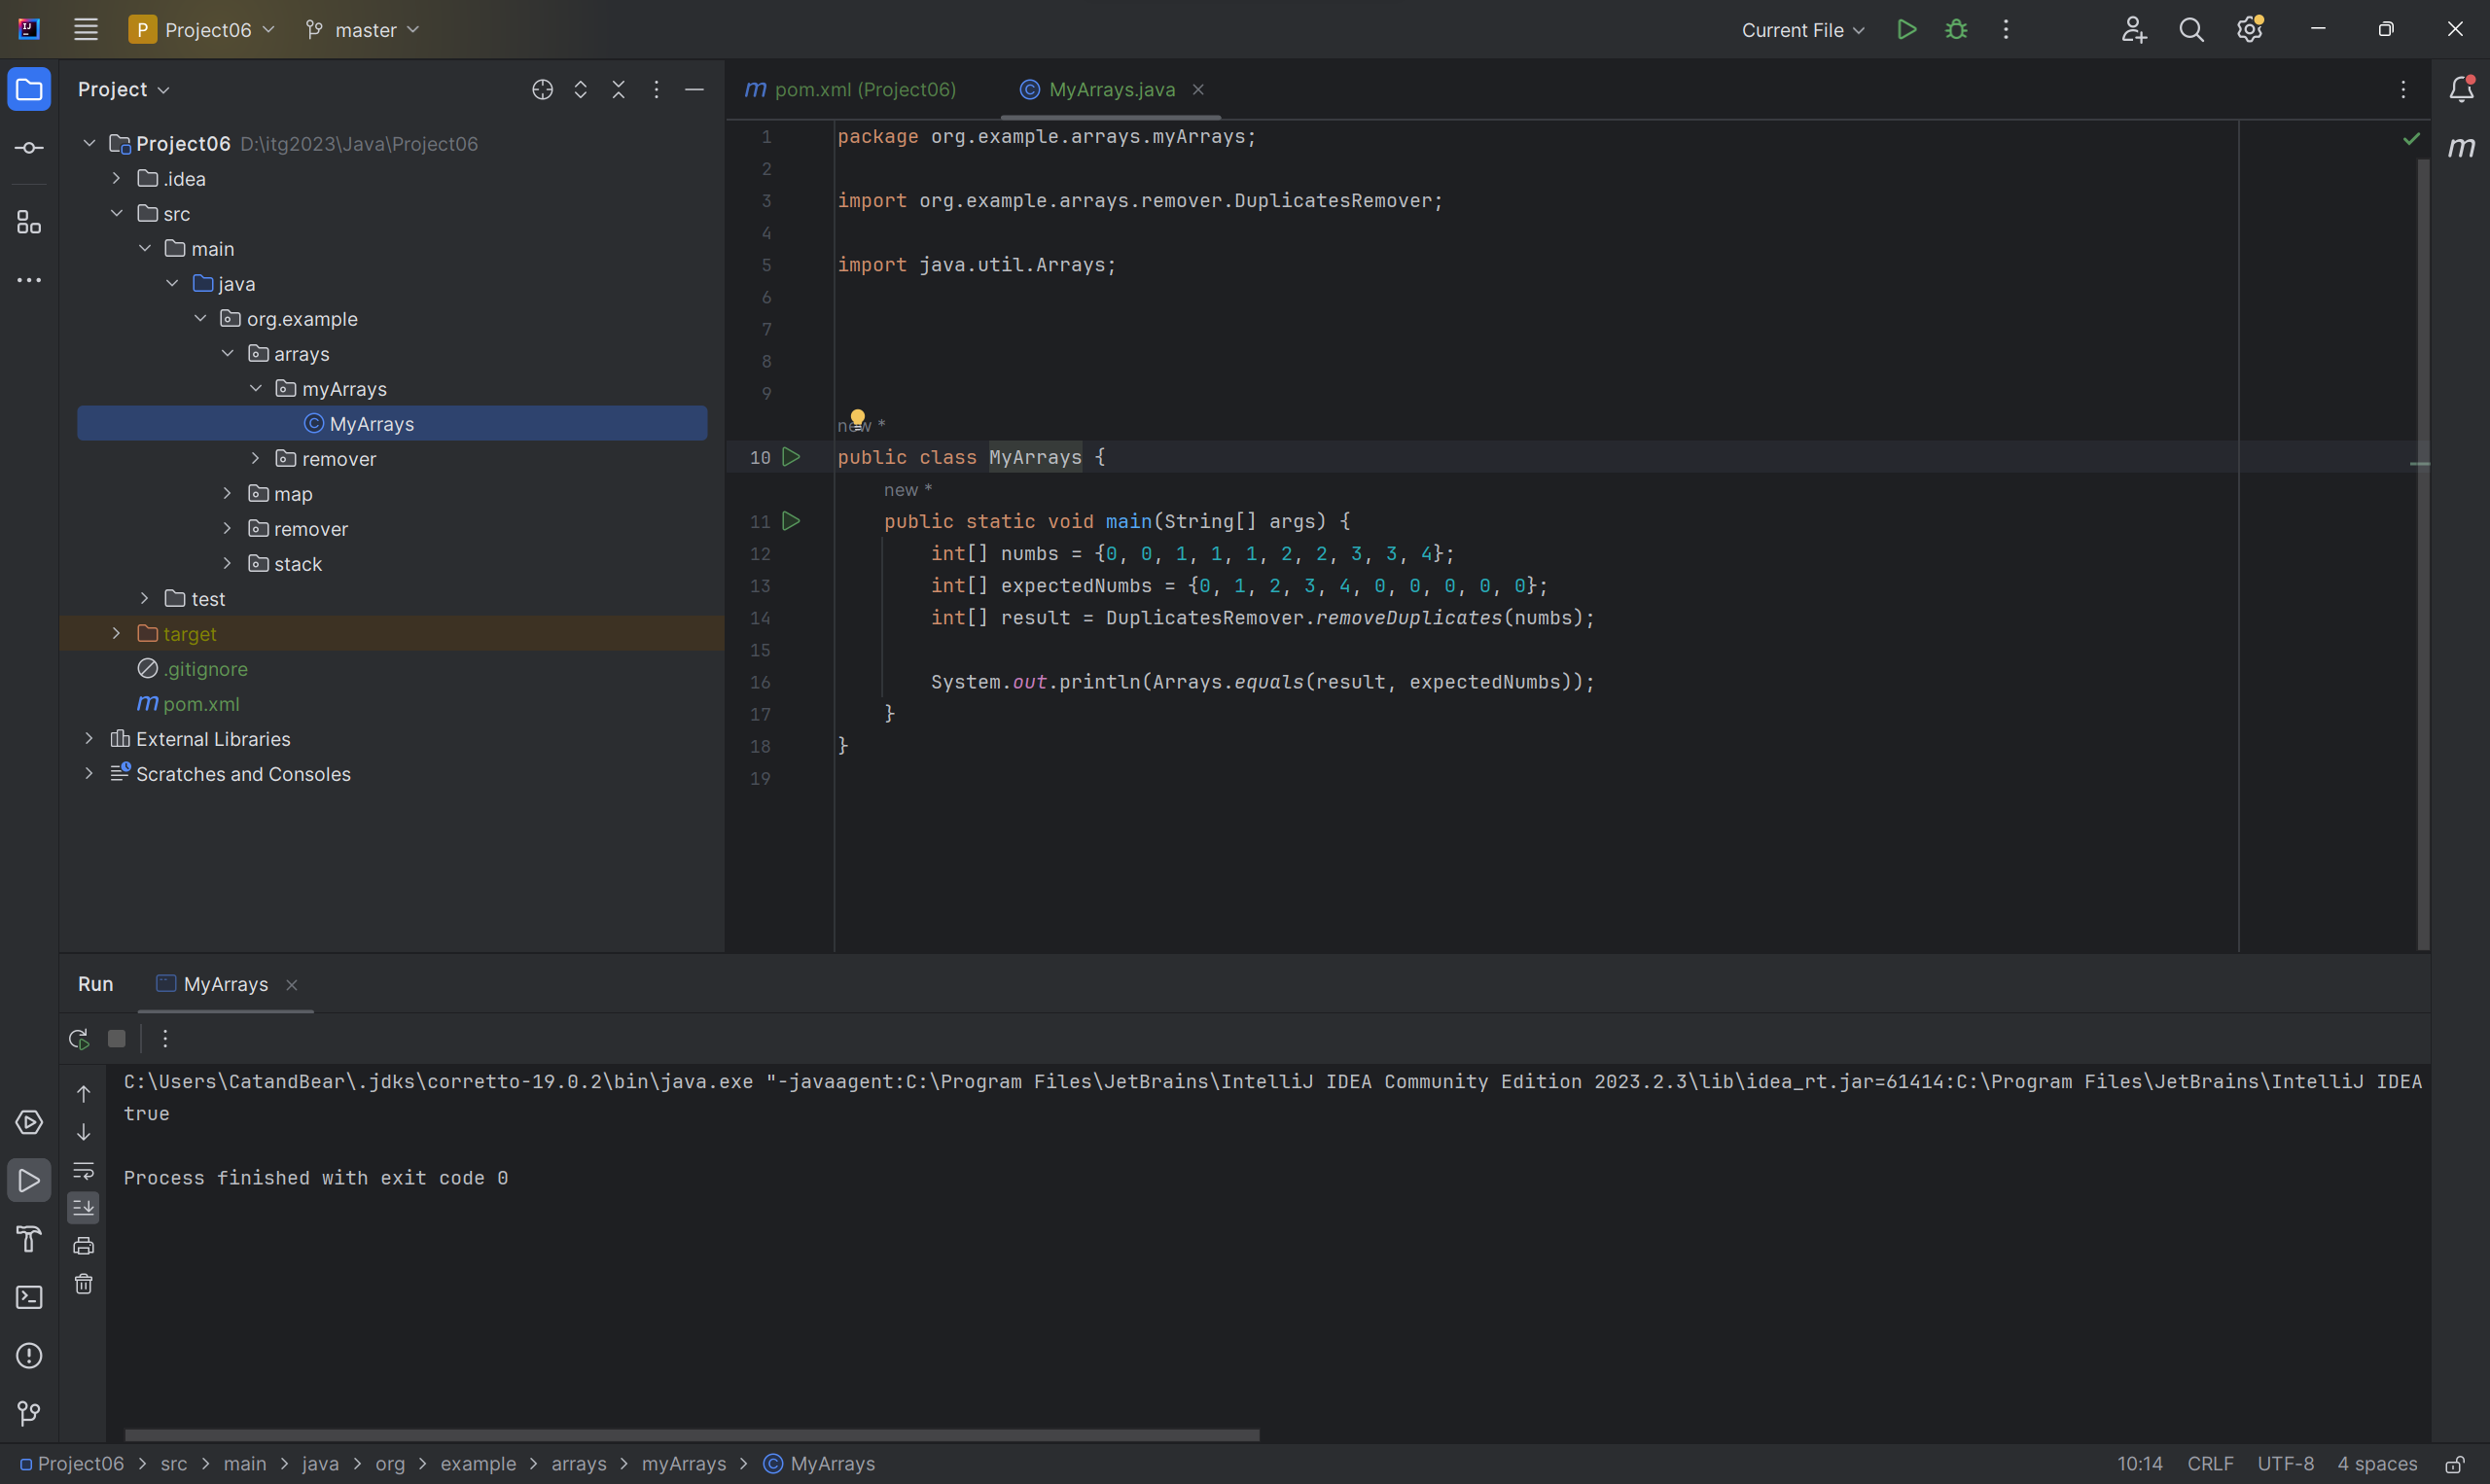 P Project06 master Current File
Project
pom.xml (Project06) MyArrays.java
Project06 D:\itg2023\Java\Project06
.idea
src
main
java
org.example
arrays
myArrays
MyArrays
remover
map
remover
stack
test
target
.gitignore
pom.xml
External Libraries
Scratches and Consoles
1 package org.example.arrays.myArrays;
2
3 import org.example.arrays.remover.DuplicatesRemover;
4
5 import java.util.Arrays;
6
7
8
9
new *
10 public class MyArrays {
new *
11 public static void main(String[] args) {
12 int[] numbs = {0, 0, 1, 1, 1, 2, 2, 3, 3, 4};
13 int[] expectedNumbs = {0, 1, 2, 3, 4, 0, 0, 0, 0, 0};
14 int[] result = DuplicatesRemover.removeDuplicates(numbs);
15
16 System.out.println(Arrays.equals(result, expectedNumbs));
17 }
18 }
19
Run MyArrays
C:\Users\CatandBear\.jdks\corretto-19.0.2\bin\java.exe "-javaagent:C:\Program Files\JetBrains\IntelliJ IDEA Community Edition 2023.2.3\lib\idea_rt.jar=61414:C:\Program Files\JetBrains\IntelliJ IDEA
true
Process finished with exit code 0
Project06 > src > main > java > org > example > arrays > myArrays > MyArrays 10:14 CRLF UTF-8 4 spaces